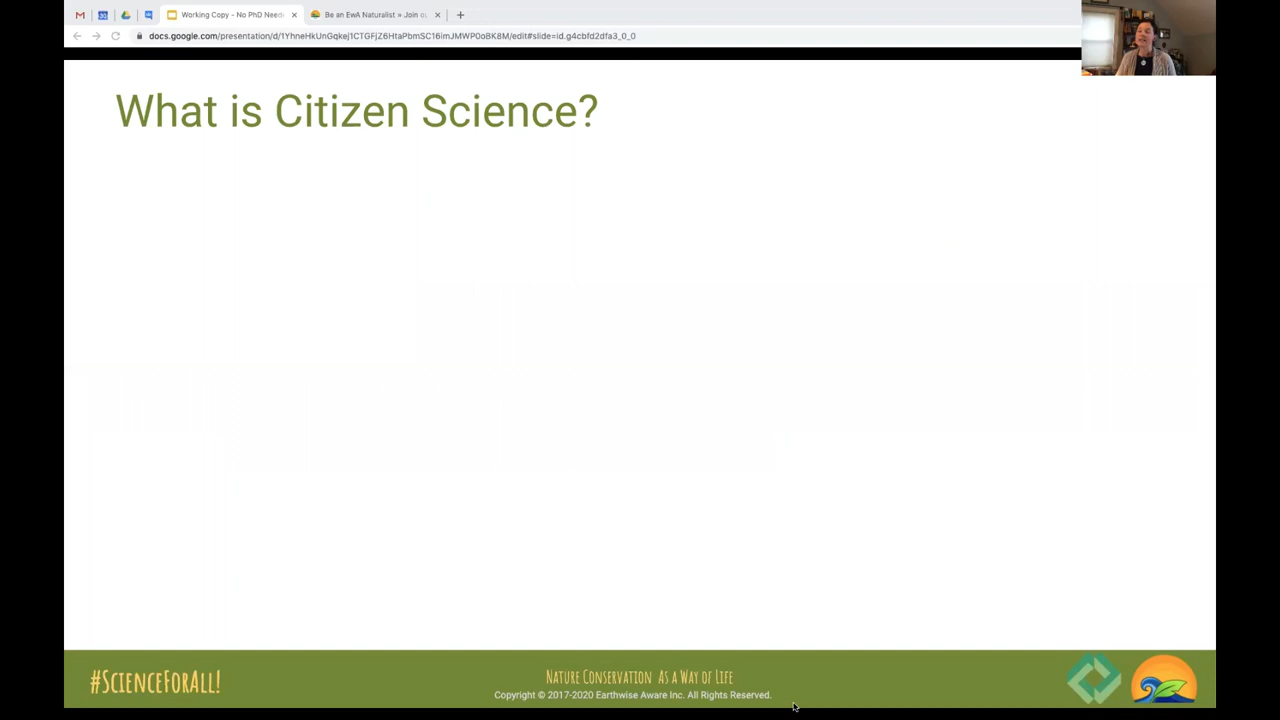 Working Copy - No PhD Need
Be an EwA Naturalist » Join ou
docs.google.com/presentation/d/1YhneHkUnGqkej1CTGFjZ6HtaPbmSC16imJMWP0oBK8M/edit#slide=id.g4cbfd2dfa3_0_0
What is Citizen Science?
#ScienceForAll!
Nature Conservation As a Way of Life
Copyright © 2017-2020 Earthwise Aware Inc. All Rights Reserved.